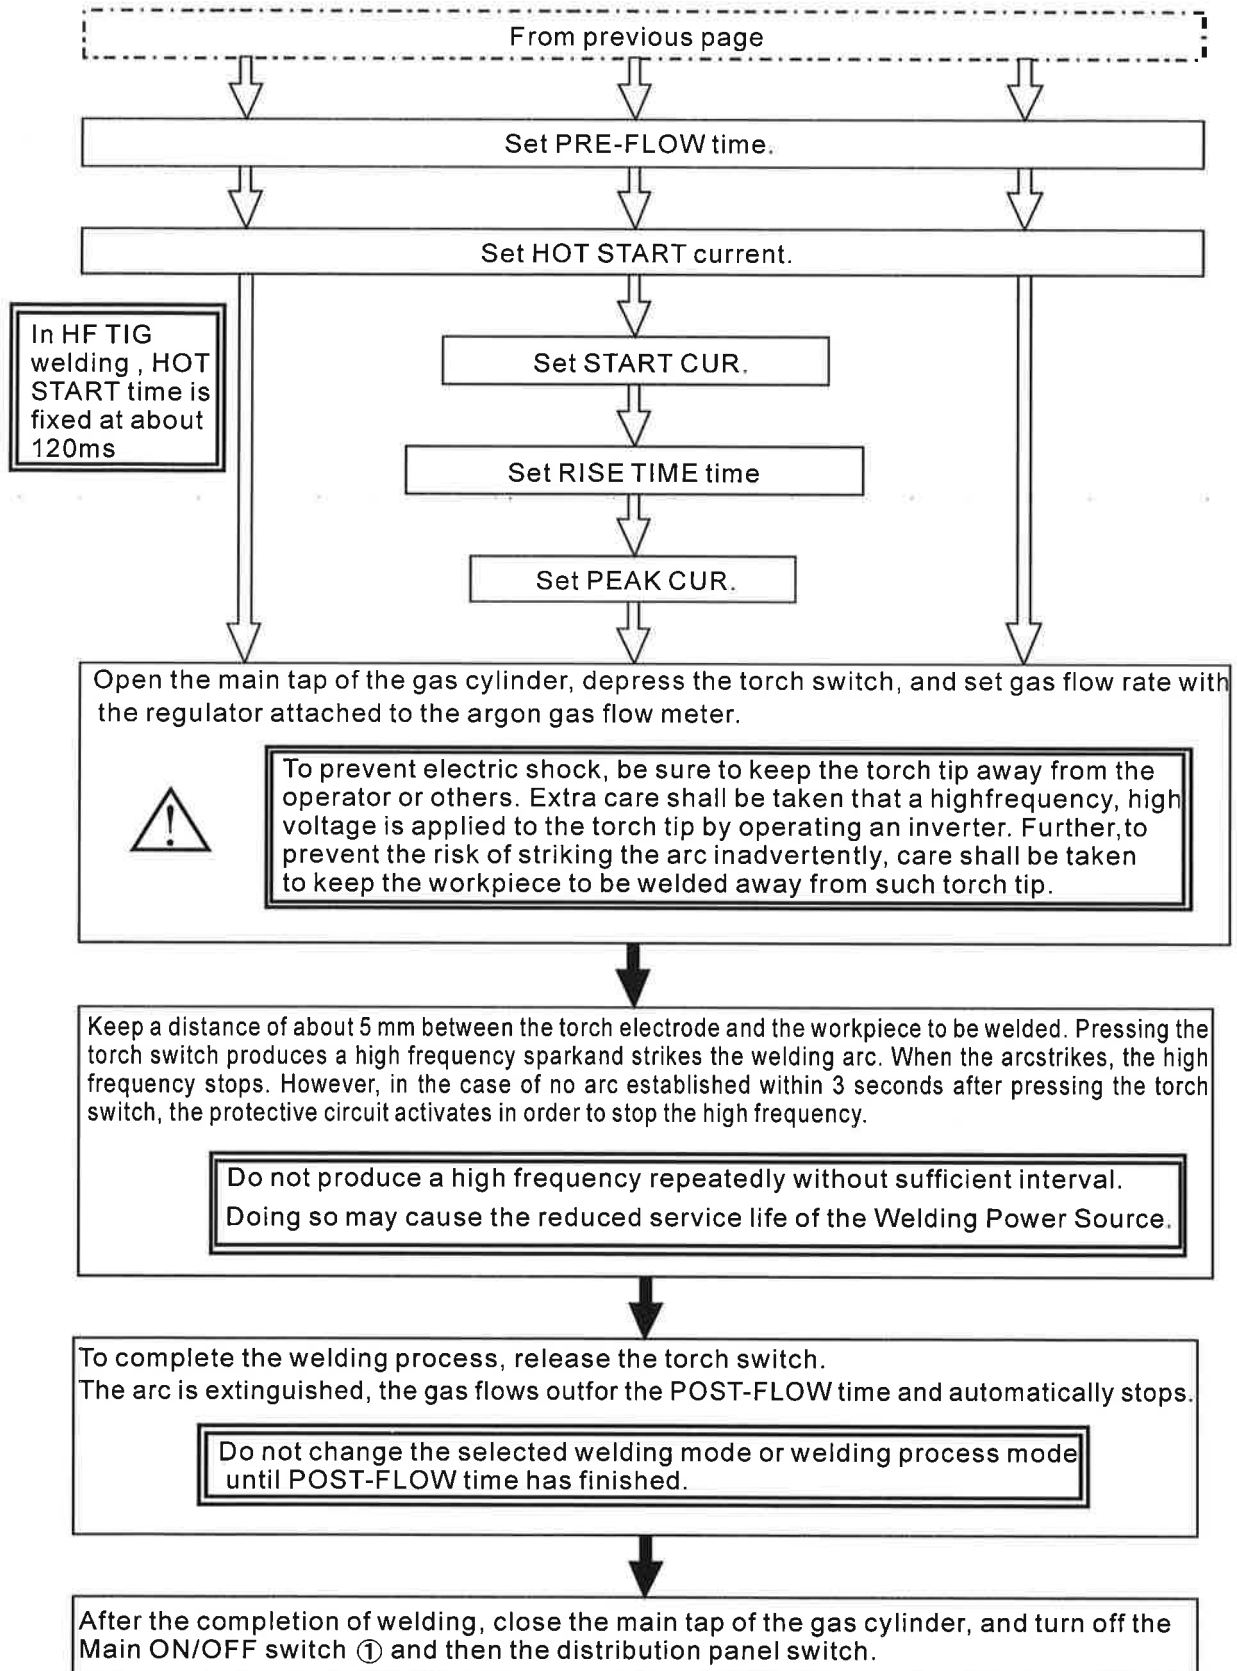 From previous page
Set PRE-FLOW time.
Set HOT START current.
In HF TIG
welding , HOT
START time is
fixed at about
120ms
Set START CUR.
Set RISE TIME time
Set PEAK CUR.
Open the main tap of the gas cylinder, depress the torch switch, and set gas flow rate with
the regulator attached to the argon gas flow meter.
To prevent electric shock, be sure to keep the torch tip away from the
operator or others. Extra care shall be taken that a highfrequency, high
voltage is applied to the torch tip by operating an inverter. Further,to
prevent the risk of striking the arc inadvertently, care shall be taken
to keep the workpiece to be welded away from such torch tip.
Keep a distance of about 5 mm between the torch electrode and the workpiece to be welded. Pressing the
torch switch produces a high frequency sparkand strikes the welding arc. When the arcstrikes, the high
frequency stops. However, in the case of no arc established within 3 seconds after pressing the torch
switch, the protective circuit activates in order to stop the high frequency.
Do not produce a high frequency repeatedly without sufficient interval.
Doing so may cause the reduced service life of the Welding Power Source.
To complete the welding process, release the torch switch.
The arc is extinguished, the gas flows outfor the POST-FLOW time and automatically stops.
Do not change the selected welding mode or welding process mode
until POST-FLOW time has finished.
After the completion of welding, close the main tap of the gas cylinder, and turn off the
Main ON/OFF switch ① and then the distribution panel switch.